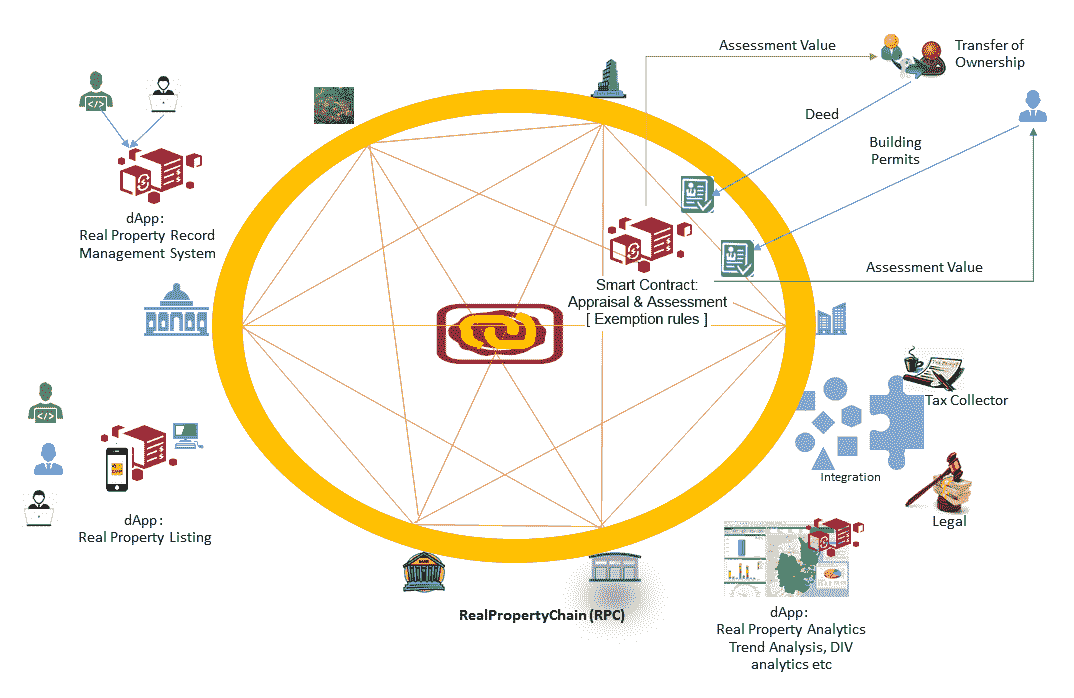 Assessment Value
Transfer of
Ownership
Deed
Building
Permits
dApp:
Real Property Record
Management System
Assessment Value
Smart Contract:
Appraisal & Assessment
[ Exemption rules ]
Tax Collector
Integration
Legal
dApp:
Real Property Listing
BANK
RealPropertyChain (RPC)
dApp:
Real Property Analytics
Trend Analysis, DIV
analytics etc